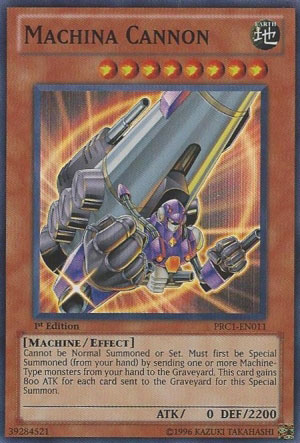 MACHINA CANNON
EARTH
地
1st Edition
PRC1-EN011
[MACHINE / EFFECT]
Cannot be Normal Summoned or Set. Must first be Special
Summoned (from your hand) by sending one or more Machine-
Type monsters from your hand to the Graveyard. This card gains
800 ATK for each card sent to the Graveyard for this Special
Summon.
ATK/ 0 DEF/2200
39284521
©1996 KAZUKI TAKAHASHI